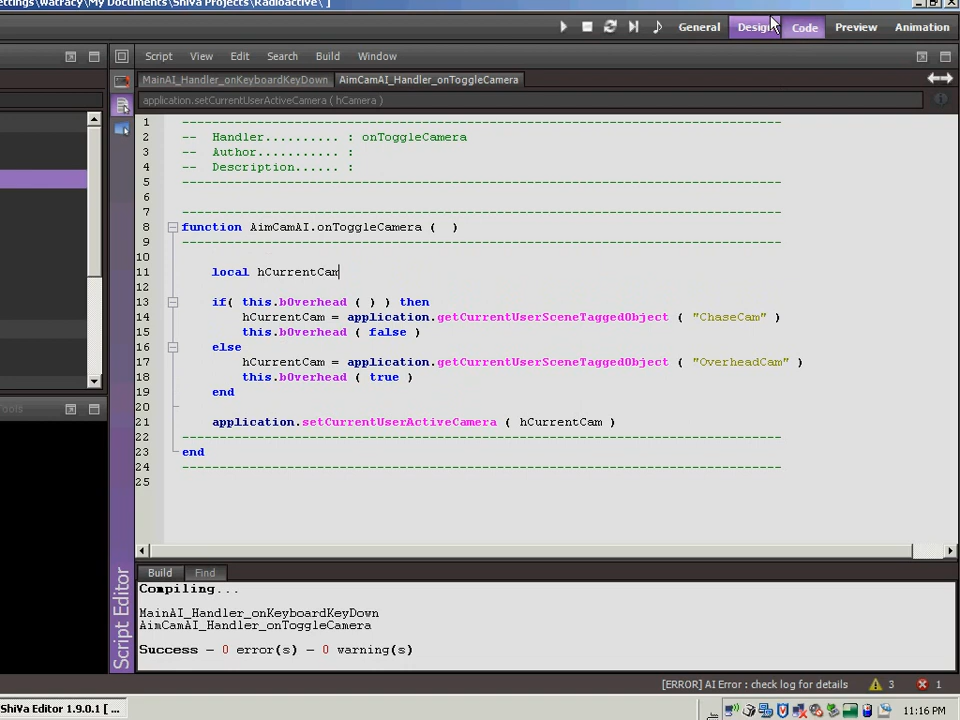 ettings\watracy\My Documents\ShiVa Projects\Radioactive\ ]
General
Design
Code
Preview
Animation
Script View Edit Search Build Window
MainAI_Handler_onKeyboardKeyDown AimCamAI_Handler_onToggleCamera
application.setCurrentUserActiveCamera ( hCamera )
1 --------------------------------------------------------------------------------
2 -- Handler.......... : onToggleCamera
3 -- Author........... :
4 -- Description...... :
5 --------------------------------------------------------------------------------
6
7 --------------------------------------------------------------------------------
8 function AimCamAI.onToggleCamera ( )
9 --------------------------------------------------------------------------------
10
11 local hCurrentCam
12
13 if( this.bOverhead ( ) ) then
14 hCurrentCam = application.getCurrentUserSceneTaggedObject ( "ChaseCam" )
15 this.bOverhead ( false )
16 else
17 hCurrentCam = application.getCurrentUserSceneTaggedObject ( "OverheadCam" )
18 this.bOverhead ( true )
19 end
20
21 application.setCurrentUserActiveCamera ( hCurrentCam )
22 --------------------------------------------------------------------------------
23 end
24 --------------------------------------------------------------------------------
25
Tools
Script Editor
Build Find
Compiling...
MainAI_Handler_onKeyboardKeyDown
AimCamAI_Handler_onToggleCamera
Success - 0 error(s) - 0 warning(s)
[ERROR] AI Error : check log for details 3 1
ShiVa Editor 1.9.0.1 [ ...
11:16 PM